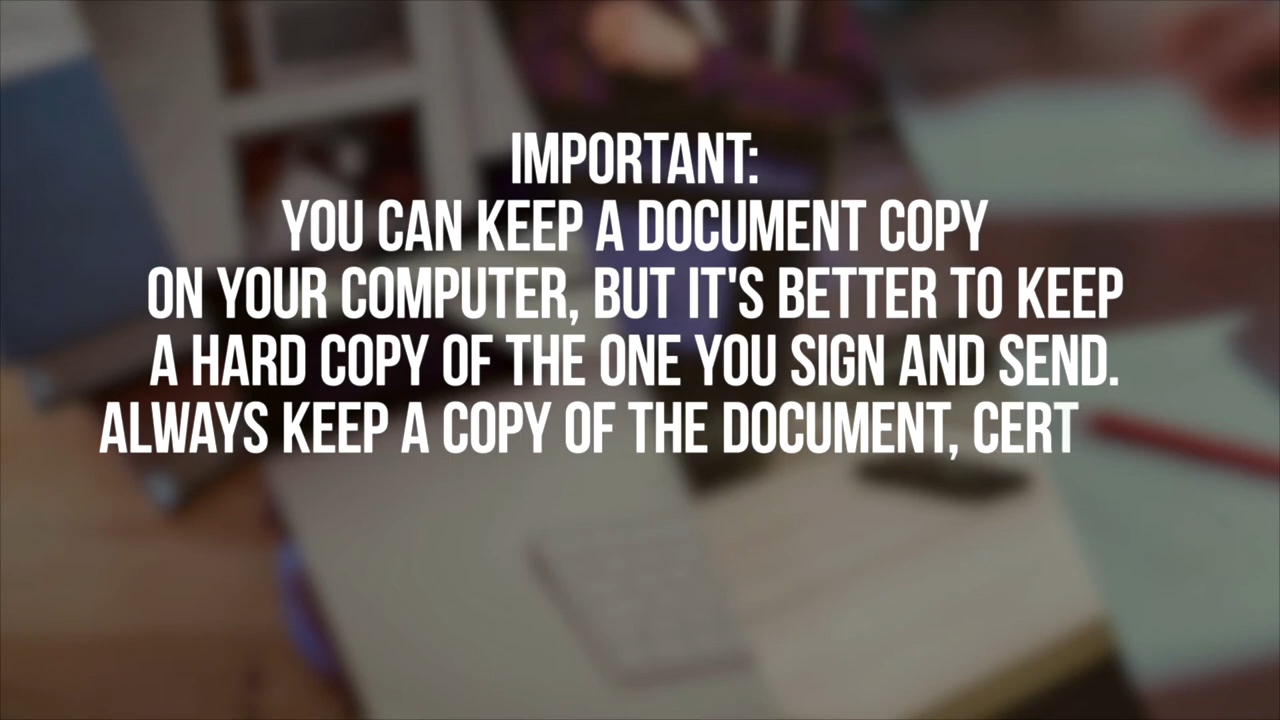 IMPORTANT:
YOU CAN KEEP A DOCUMENT COPY
ON YOUR COMPUTER, BUT IT'S BETTER TO KEEP
A HARD COPY OF THE ONE YOU SIGN AND SEND.
ALWAYS KEEP A COPY OF THE DOCUMENT, CERT